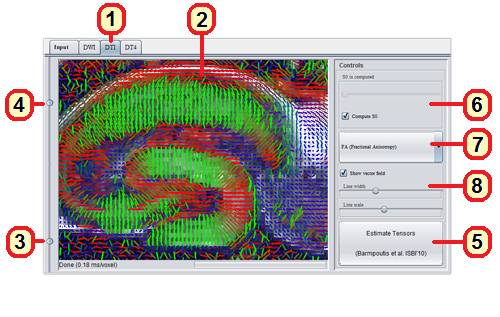 1
2
Input
DWI
DTI
DT4
Controls
S0 is computed
4
6
Compute S0
7
FA (Fractional Anisotropy)
Show vector field
Line width
8
Line scale
3
Estimate Tensors
5
(Barmpoutis et al. ISBI'10)
Done (0.18 ms/voxel)